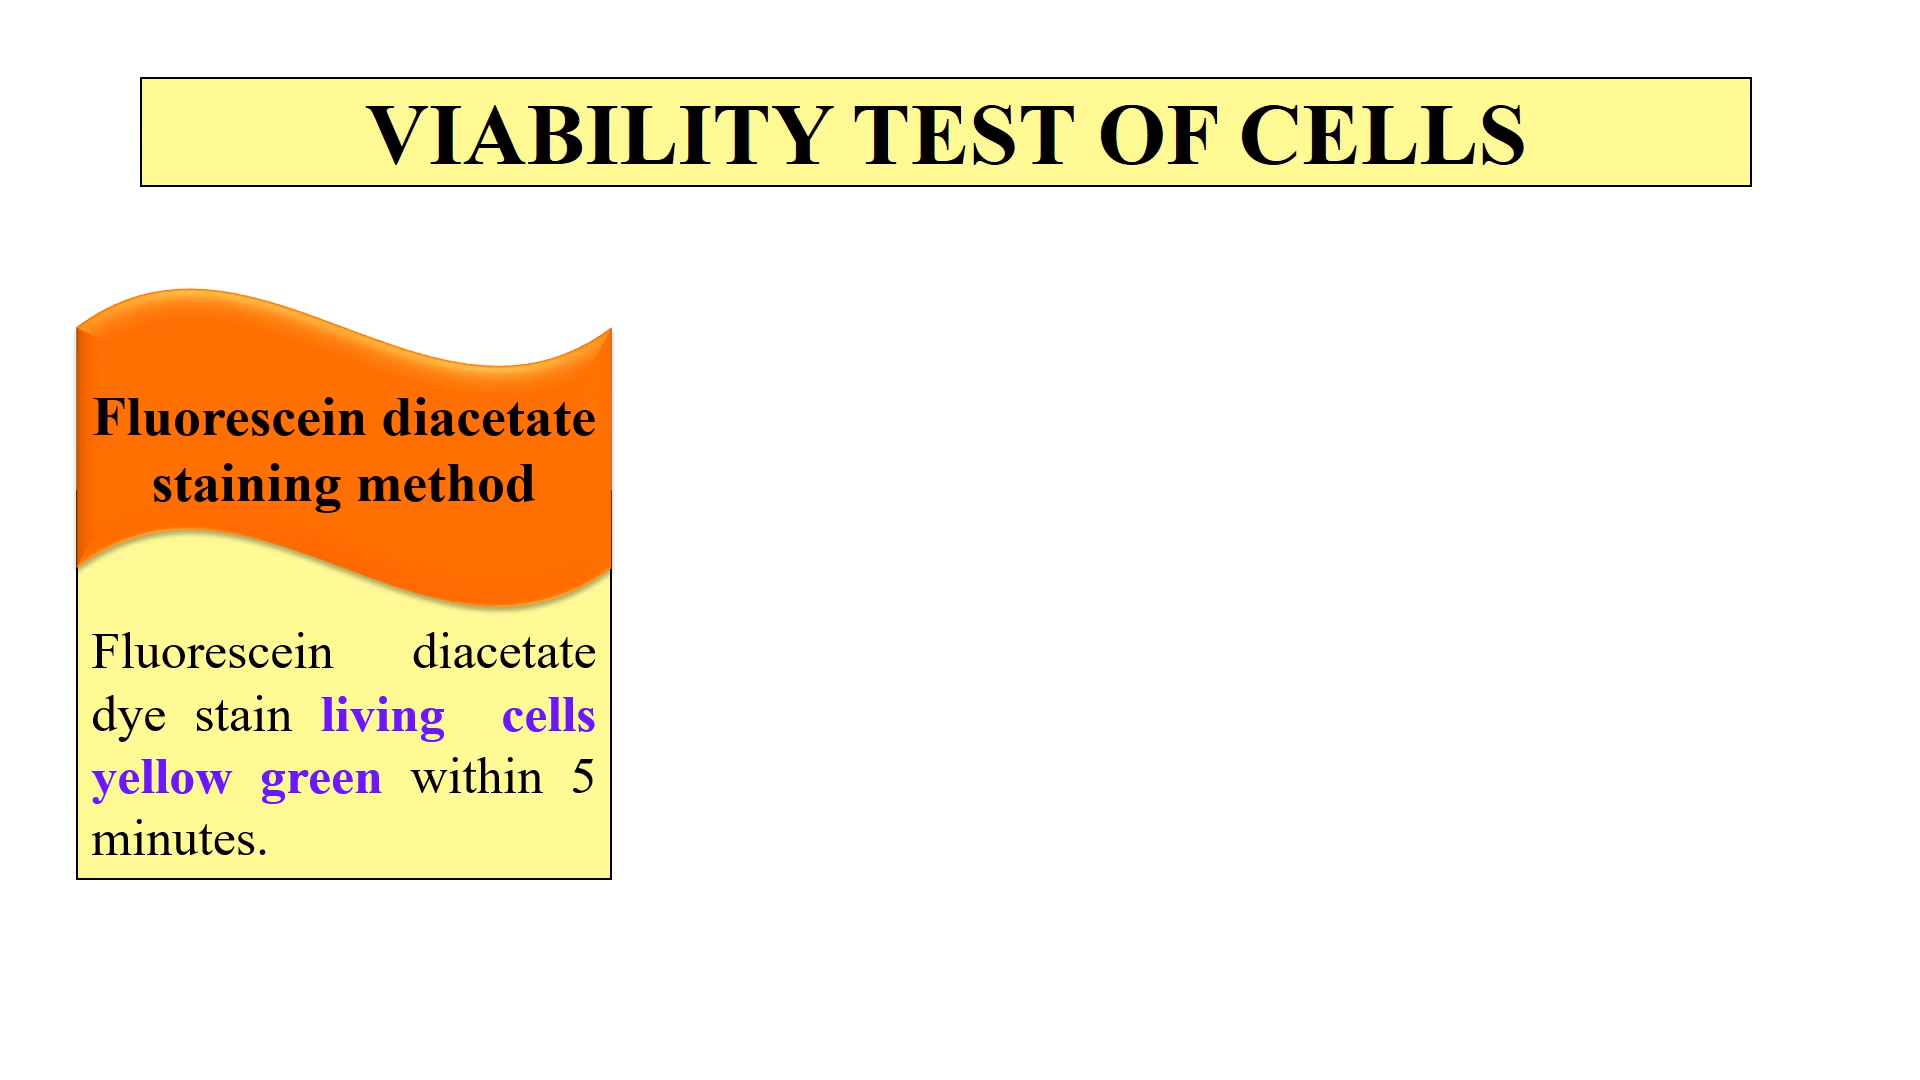 VIABILITY TEST OF CELLS
Fluorescein diacetate
staining method
Fluorescein diacetate
dye stain living cells
yellow green within 5
minutes.